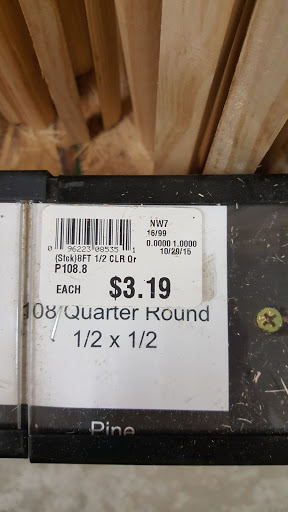 NW7
16/99
0 96223 08535 1
0.0000 1.0000
(Stck)8FT 1/2 CLR Qr
10/20/15
P108.8
EACH $3.19
108 Quarter Round
1/2 x 1/2
Pine